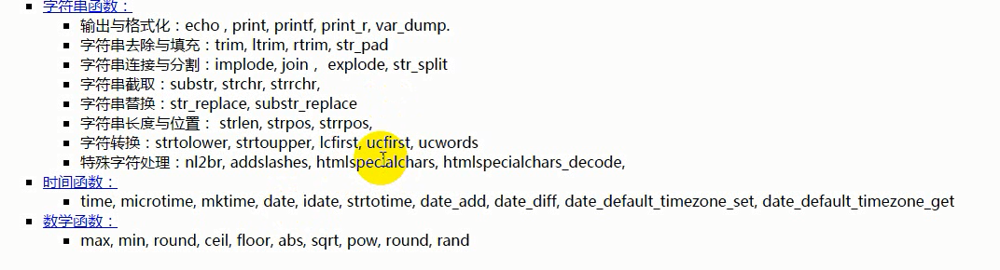 字符串函数：
输出与格式化：echo , print, printf, print_r, var_dump.
字符串去除与填充：trim, ltrim, rtrim, str_pad
字符串连接与分割：implode, join ， explode, str_split
字符串截取：substr, strchr, strrchr,
字符串替换：str_replace, substr_replace
字符串长度与位置： strlen, strpos, strrpos,
字符转换：strtolower, strtoupper, lcfirst, ucfirst, ucwords
特殊字符处理：nl2br, addslashes, htmlspecialchars, htmlspecialchars_decode,
时间函数：
time, microtime, mktime, date, idate, strtotime, date_add, date_diff, date_default_timezone_set, date_default_timezone_get
数学函数：
max, min, round, ceil, floor, abs, sqrt, pow, round, rand